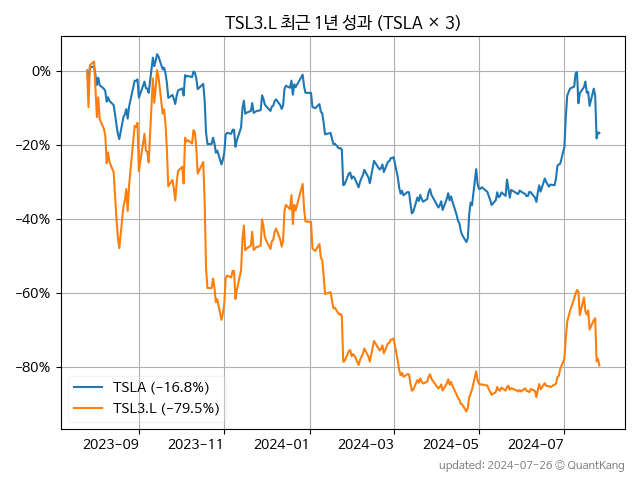 TSL3.L 최근 1년 성과 (TSLA × 3)
0%
−20%
−40%
−60%
−80%
TSLA (−16.8%)
TSL3.L (−79.5%)
2023−09
2023−11
2024−01
2024−03
2024−05
2024−07
updated: 2024−07−26 © QuantKang